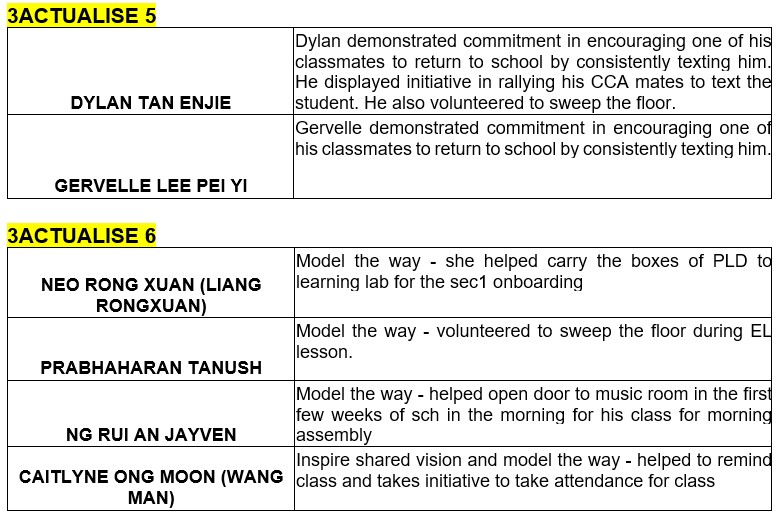 3ACTUALISE 5
DYLAN TAN ENJIE
Dylan demonstrated commitment in encouraging one of his
classmates to return to school by consistently texting him.
He displayed initiative in rallying his CCA mates to text the
student. He also volunteered to sweep the floor.
GERVELLE LEE PEI YI
Gervelle demonstrated commitment in encouraging one of
his classmates to return to school by consistently texting him.
3ACTUALISE 6
NEO RONG XUAN (LIANG
RONGXUAN)
Model the way - she helped carry the boxes of PLD to
learning lab for the sec1 onboarding
PRABHAHARAN TANUSH
Model the way - volunteered to sweep the floor during EL
lesson.
NG RUI AN JAYVEN
Model the way - helped open door to music room in the first
few weeks of sch in the morning for his class for morning
assembly
CAITLYNE ONG MOON (WANG
MAN)
Inspire shared vision and model the way - helped to remind
class and takes initiative to take attendance for class